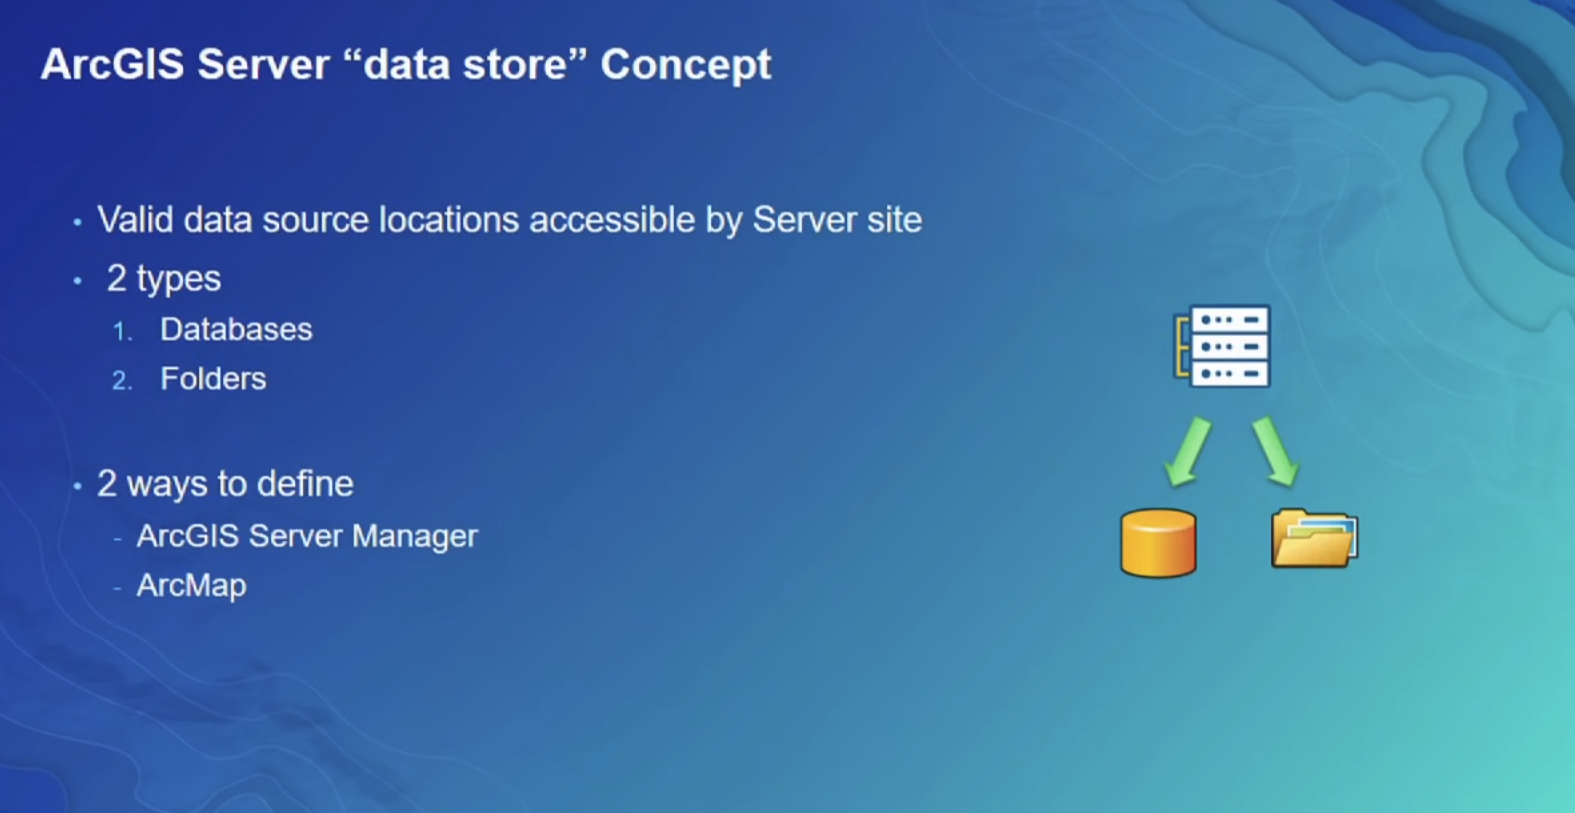 ArcGIS Server “data store” Concept
• Valid data source locations accessible by Server site
• 2 types
1. Databases
2. Folders
• 2 ways to define
- ArcGIS Server Manager
- ArcMap